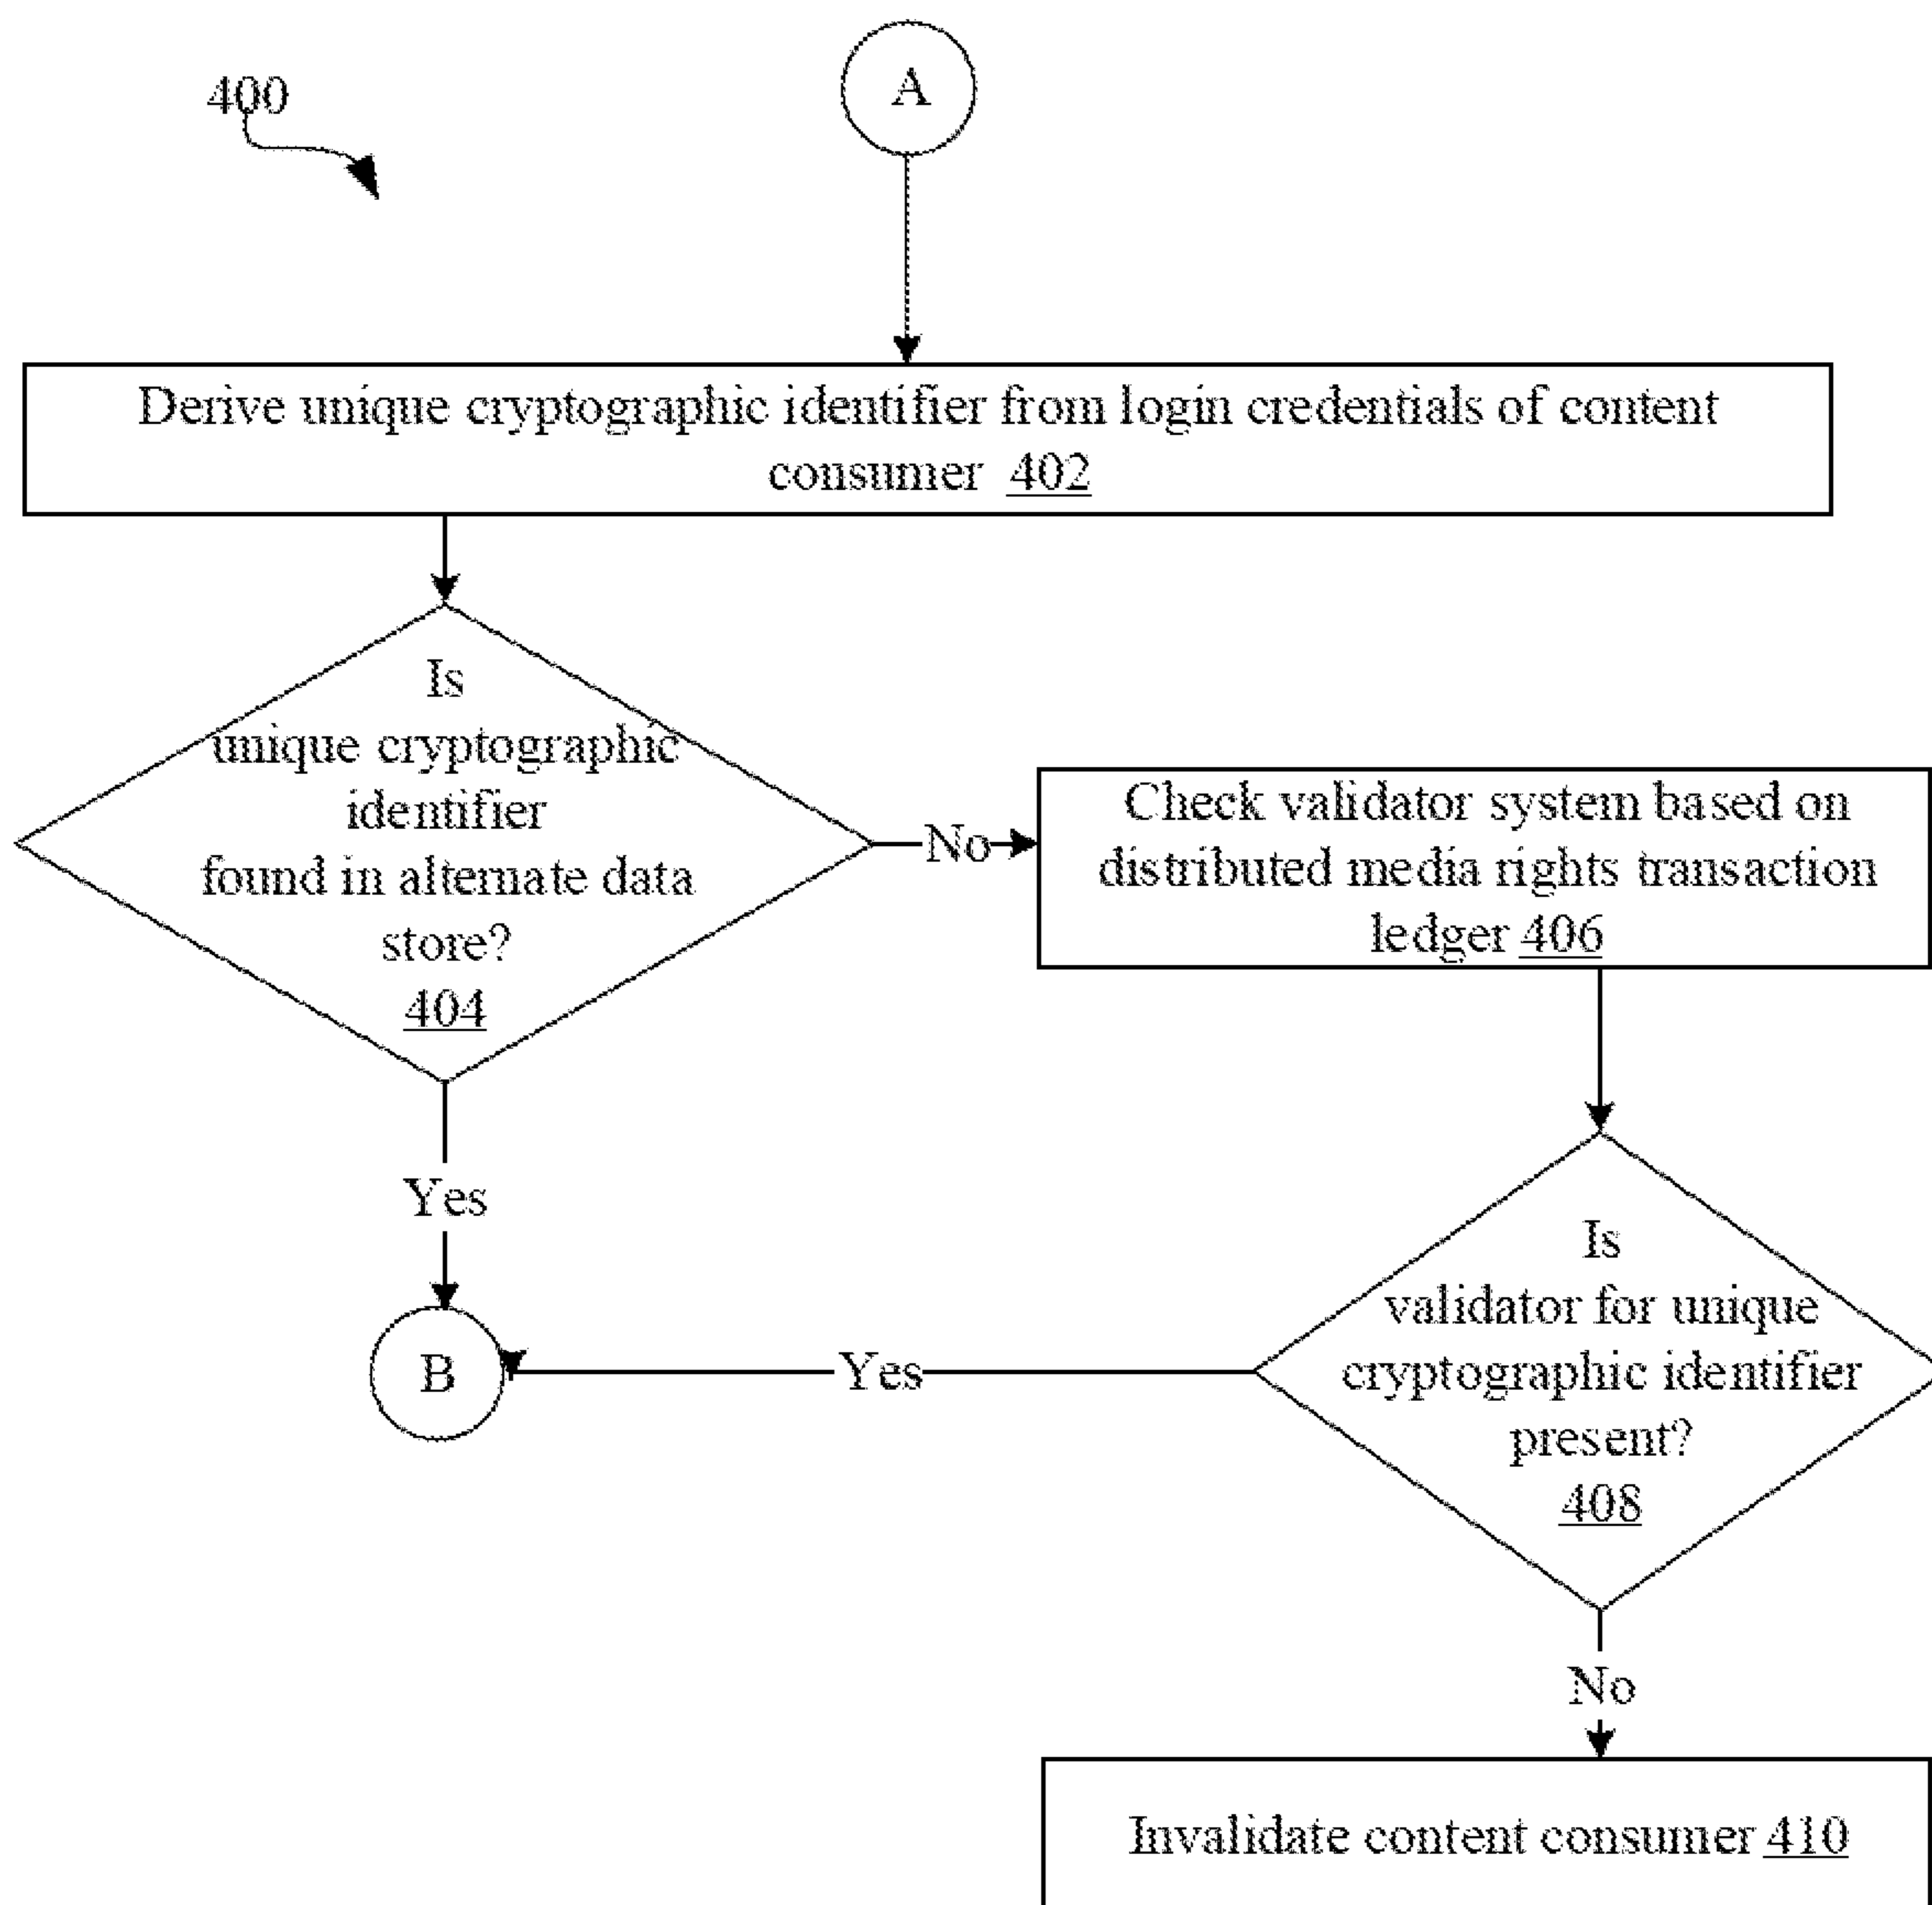 400
A
Derive unique cryptographic identifier from login credentials of content
consumer 402
Is
unique cryptographic
identifier
found in alternate data
store?
404
No
Check validator system based on
distributed media rights transaction
ledger 406
Yes
B
Yes
Is
validator for unique
cryptographic identifier
present?
408
No
Invalidate content consumer 410